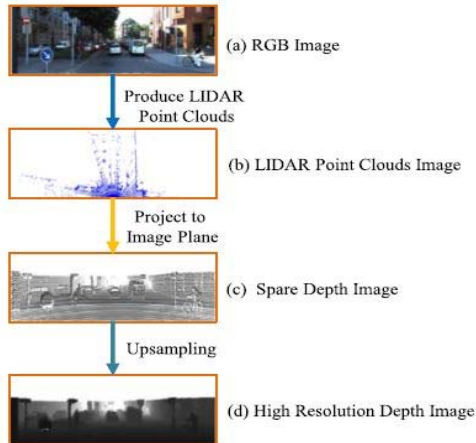 (a) RGB Image
Produce LIDAR
Point Clouds
(b) LIDAR Point Clouds Image
Project to
Image Plane
(c) Spare Depth Image
Upsampling
(d) High Resolution Depth Image